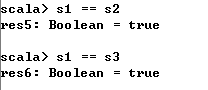 scala> s1 == s2
res5: Boolean = true
scala> s1 == s3
res6: Boolean = true